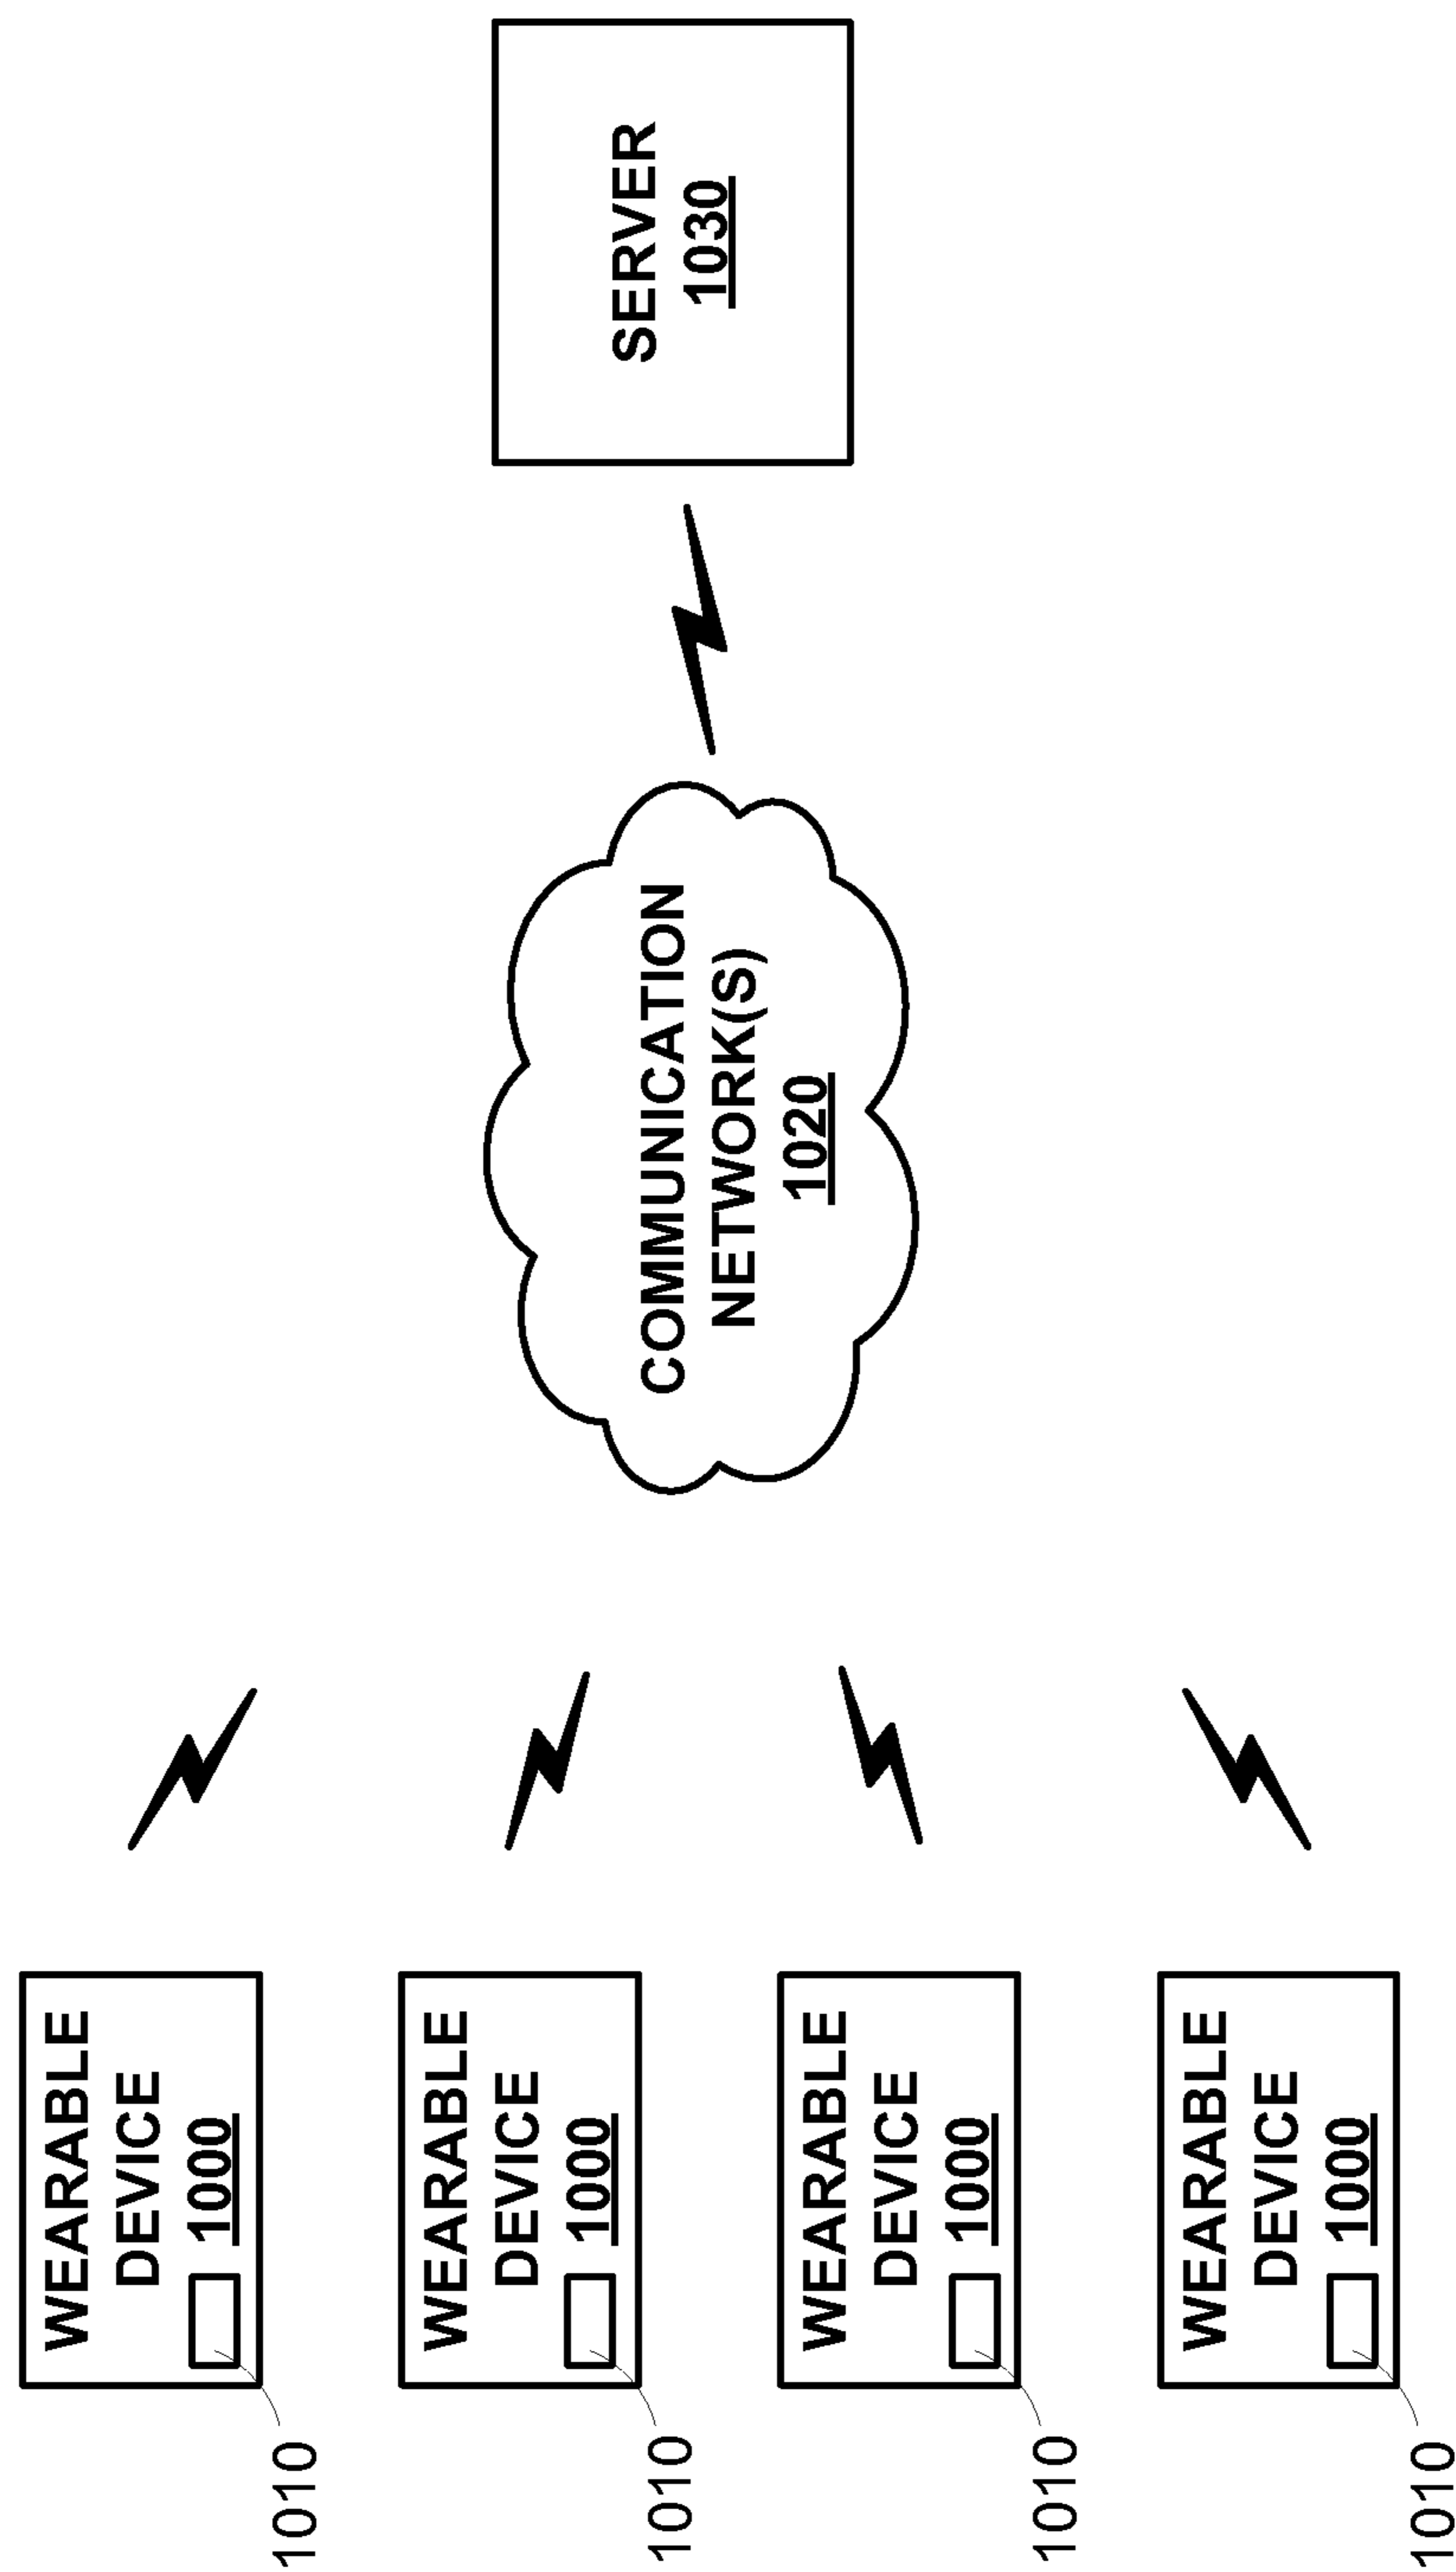 WEARABLE
DEVICE
1000
1010
WEARABLE
DEVICE
1000
1010
WEARABLE
DEVICE
1000
1010
WEARABLE
DEVICE
1000
1010
COMMUNICATION
NETWORK(S)
1020
SERVER
1030